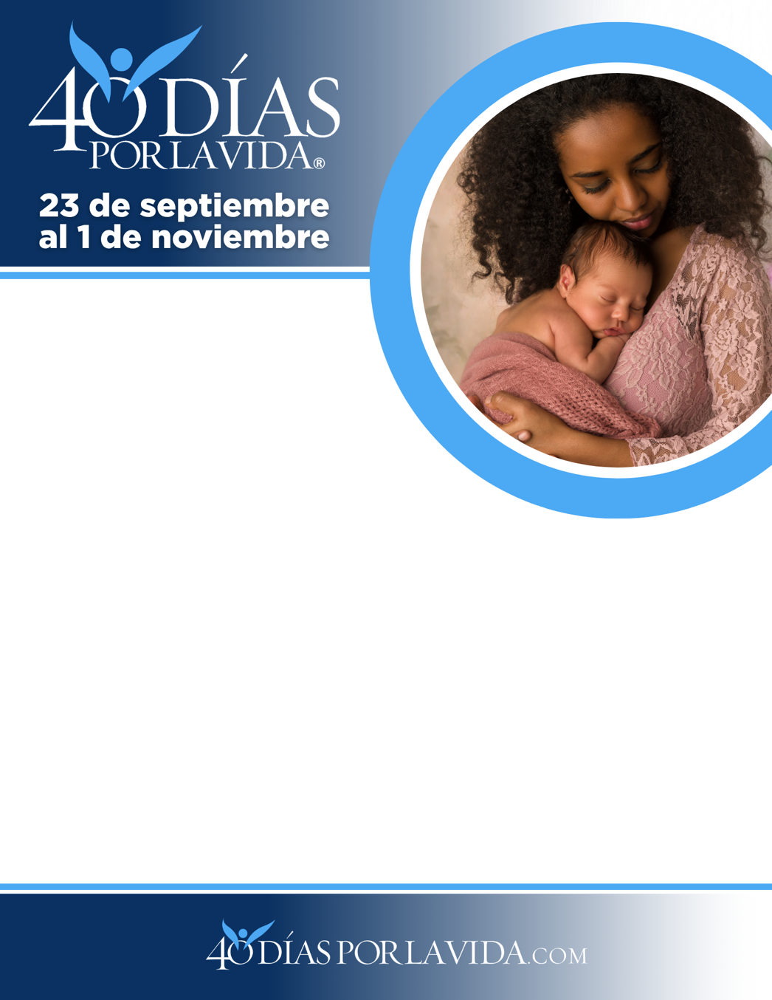 40 DÍAS
POR LA VIDA®
23 de septiembre
al 1 de noviembre
40 DÍAS POR LA VIDA.COM